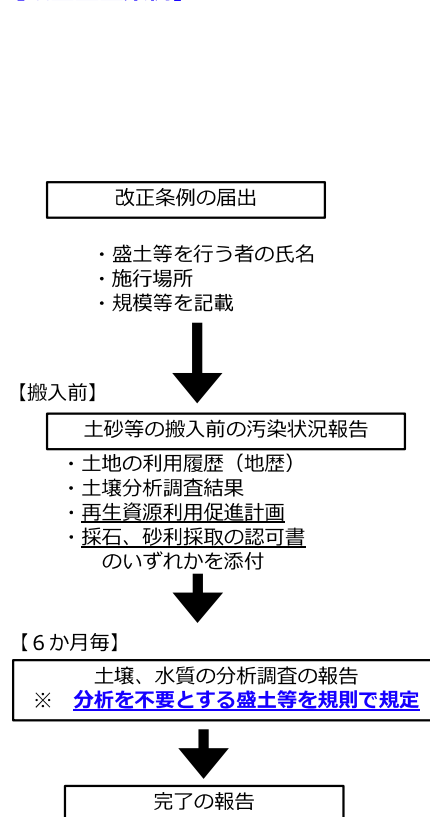 改正条例の届出
・盛土等を行う者の氏名
・施行場所
・規模等を記載
【搬入前】
土砂等の搬入前の汚染状況報告
・土地の利用履歴（地歴）
・土壌分析調査結果
・再生資源利用促進計画
・採石、砂利採取の認可書
のいずれかを添付
【６か月毎】
土壌、水質の分析調査の報告
※　分析を不要とする盛土等を規則で規定
完了の報告